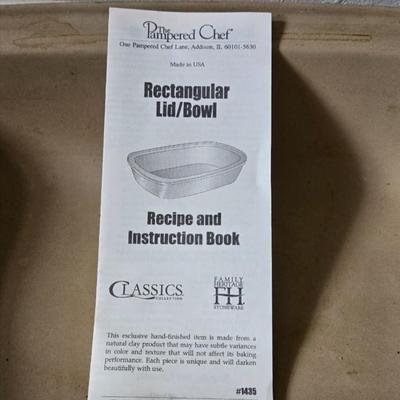 The
Pampered Chef®
One Pampered Chef Lane, Addison, IL 60101-5630
Made in USA
Rectangular
Lid/Bowl
Recipe and
Instruction Book
CLASSICS
COLLECTION
FAMILY
HERITAGE
FH
STONEWARE
This exclusive hand-finished item is made from a
natural clay product that may have subtle variances
in color and texture that will not affect its baking
performance. Each piece is unique and will darken
beautifully with use.
#1435